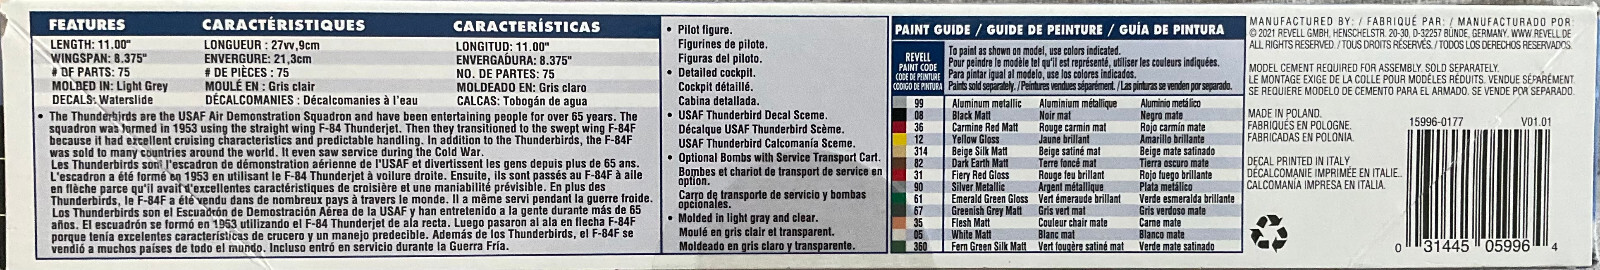 FEATURES
LENGTH: 11.00"
WINGSPAN: 8.375"
# OF PARTS: 75
MOLDED IN: Light Grey
DECALS: Waterslide
CARACTÉRISTIQUES
LONGUEUR : 27vv,9cm
ENVERGURE: 21,3cm
# DE PIÈCES : 75
MOULÉ EN : Gris clair
DÉCALCOMANIES : Décalcomanies à l'eau
CARACTERÍSTICAS
LONGITUD: 11.00"
ENVERGADURA: 8.375"
NO. DE PARTES: 75
MOLDEADO EN: Gris claro
CALCAS: Tobogán de agua
• The Thunderbirds are the USAF Air Demonstration Squadron and have been entertaining people for over 65 years. The
squadron was formed in 1953 using the straight wing F-84 Thunderjet. Then they transitioned to the swept wing F-84F
because it had excellent cruising characteristics and predictable handling. In addition to the Thunderbirds, the F-84F
was sold to many countries around the world. It even saw service during the Cold War.
Les Thunderbirds sont l'escadron de démonstration aérienne de l'USAF et divertissent les gens depuis plus de 65 ans.
L'escadron a été formé en 1953 en utilisant le F-84 Thunderjet à voilure droite. Ensuite, ils sont passés au F-84F à aile
en flèche parce qu'il avait d'excellentes caractéristiques de croisière et une maniabilité prévisible. En plus des
Thunderbirds, le F-84F a été vendu dans de nombreux pays à travers le monde. Il a même servi pendant la guerre froide.
Los Thunderbirds son el Escuadrón de Demostración Aérea de la USAF y han entretenido a la gente durante más de 65
años. El escuadrón se formó en 1953 utilizando el F-84 Thunderjet de ala recta. Luego pasaron al ala en flecha F-84F
porque tenía excelentes características de crucero y un manejo predecible. Además de los Thunderbirds, el F-84F se
vendió a muchos países de todo el mundo. Incluso entró en servicio durante la Guerra Fría.
• Pilot figure.
Figurines de pilote.
Figuras del piloto.
• Detailed cockpit.
Cockpit détaillé.
Cabina detallada.
• USAF Thunderbird Decal Sceme.
Décalque USAF Thunderbird Scème.
USAF Thunderbird Calcomanía Sceme.
• Optional Bombs with Service Transport Cart.
Bombes et chariot de transport de service en
option.
Carro de transporte de servicio y bombas
opcionales.
• Molded in light gray and clear.
Moulé en gris clair et transparent.
Moldeado en gris claro y transparente.
PAINT GUIDE / GUIDE DE PEINTURE / GUÍA DE PINTURA
REVELL
PAINT CODE
CODE DE PEINTURE
CÓDIGO DE PINTURA
To paint as shown on model, use colors indicated.
Pour peindre le modèle tel qu'il est représenté, utiliser les couleurs indiquées.
Para pintar igual al modelo, use los colores indicados.
Paints sold separately. / Peintures vendues séparément. / Las pinturas se venden por separado.
99 Aluminum metallic Aluminium métallique Aluminio metálico
08 Black Matt Noir mat Negro mate
36 Carmine Red Matt Rouge carmin mat Rojo carmín mate
12 Yellow Gloss Jaune brillant Amarillo brillante
314 Beige Silk Matt Beige satiné mat Beige mate satinado
82 Dark Earth Matt Terre foncé mat Tierra oscuro mate
31 Fiery Red Gloss Rouge feu brillant Rojo fuego brillante
90 Silver Metallic Argent métallique Plata metálico
61 Emerald Green Gloss Vert émeraude brillant Verde esmeralda brillante
67 Greenish Grey Matt Gris vert mat Gris verdoso mate
35 Flesh Matt Couleur chair mate Carne mate
05 White Matt Blanc mat Blanco mate
360 Fern Green Silk Matt Vert fougère satiné mat Verde mate satinado
MANUFACTURED BY: / FABRIQUÉ PAR: / MANUFACTURADO POR:
© 2021 REVELL GMBH, HENSCHELSTR. 20-30, D-32257 BÜNDE, GERMANY. WWW.REVELL.DE
ALL RIGHTS RESERVED. / TOUS DROITS RÉSERVÉS. / TODOS LOS DERECHOS RESERVADOS.
MODEL CEMENT REQUIRED FOR ASSEMBLY. SOLD SEPARATELY.
LE MONTAGE EXIGE DE LA COLLE POUR MODÈLES RÉDUITS. VENDUE SÉPARÉMENT.
SE REQUIERE MODELO DE CEMENTO PARA EL ARMADO. SE VENDE POR SEPARADO.
MADE IN POLAND.
FABRIQUÉS EN POLOGNE.
FABRICADAS EN POLONIA.
DECAL PRINTED IN ITALY
DÉCALCOMANIE IMPRIMÉE EN ITALIE.
CALCOMANÍA IMPRESA EN ITALIA.
15996-0177 V01.01
0 31445 05996 4